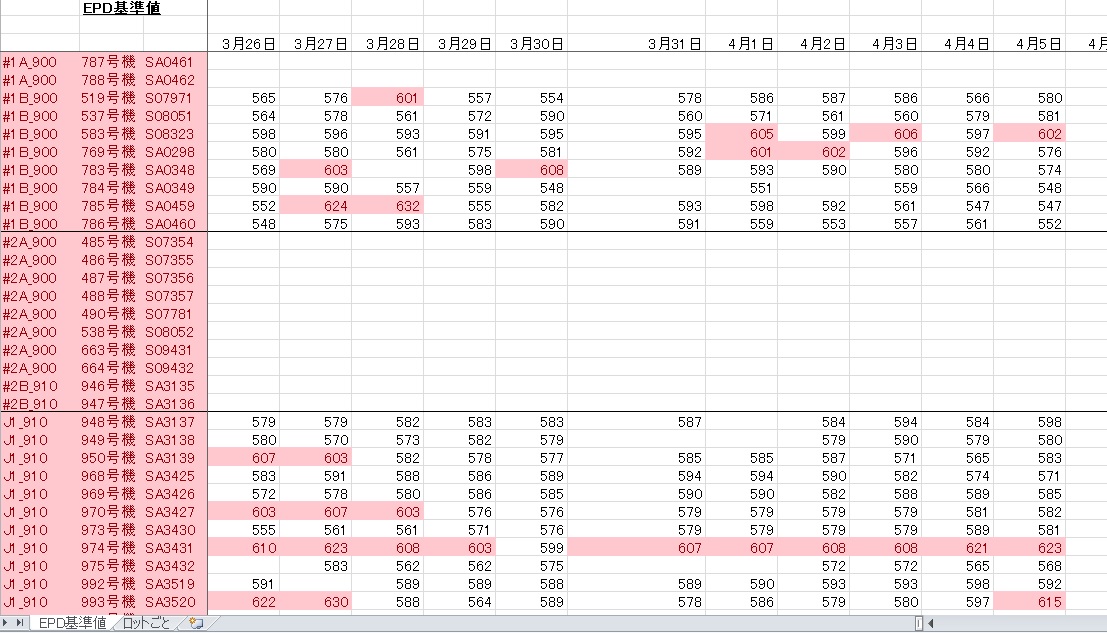 EPD基準値
3月26日 3月27日 3月28日 3月29日 3月30日 3月31日 4月1日 4月2日 4月3日 4月4日 4月5日
#1A_900 787号機 SA0461
#1A_900 788号機 SA0462
#1B_900 519号機 S07971 565 576 601 557 554 578 586 587 586 566 580
#1B_900 537号機 S08051 564 578 561 572 590 560 571 561 560 579 581
#1B_900 583号機 S08323 598 596 593 591 595 595 605 599 606 597 602
#1B_900 769号機 SA0298 580 580 561 575 581 592 601 602 596 592 576
#1B_900 783号機 SA0348 569 603 598 608 589 593 590 580 580 574
#1B_900 784号機 SA0349 590 590 557 559 548 551 559 566 548
#1B_900 785号機 SA0459 552 624 632 555 582 593 598 592 561 547 547
#1B_900 786号機 SA0460 548 575 593 583 590 591 559 553 557 561 552
#2A_900 485号機 S07354
#2A_900 486号機 S07355
#2A_900 487号機 S07356
#2A_900 488号機 S07357
#2A_900 490号機 S07781
#2A_900 538号機 S08052
#2A_900 663号機 S09431
#2A_900 664号機 S09432
#2B_910 946号機 SA3135
#2B_910 947号機 SA3136
J1_910 948号機 SA3137 579 579 582 583 583 587 584 594 584 598
J1_910 949号機 SA3138 580 570 573 582 579 579 590 579 580
J1_910 950号機 SA3139 607 603 582 578 577 585 585 587 571 565 583
J1_910 968号機 SA3425 583 591 588 586 589 594 594 590 582 574 571
J1_910 969号機 SA3426 572 578 580 586 585 590 590 582 588 589 585
J1_910 970号機 SA3427 603 607 603 576 576 579 579 579 579 581 582
J1_910 973号機 SA3430 555 561 561 571 576 579 579 579 579 589 581
J1_910 974号機 SA3431 610 623 608 603 599 607 607 608 608 621 623
J1_910 975号機 SA3432 583 562 562 575 572 572 565 568
J1_910 992号機 SA3519 591 589 589 588 589 590 593 593 598 592
J1_910 993号機 SA3520 622 630 588 564 589 578 586 579 580 597 615
EPD基準値 ロットごと